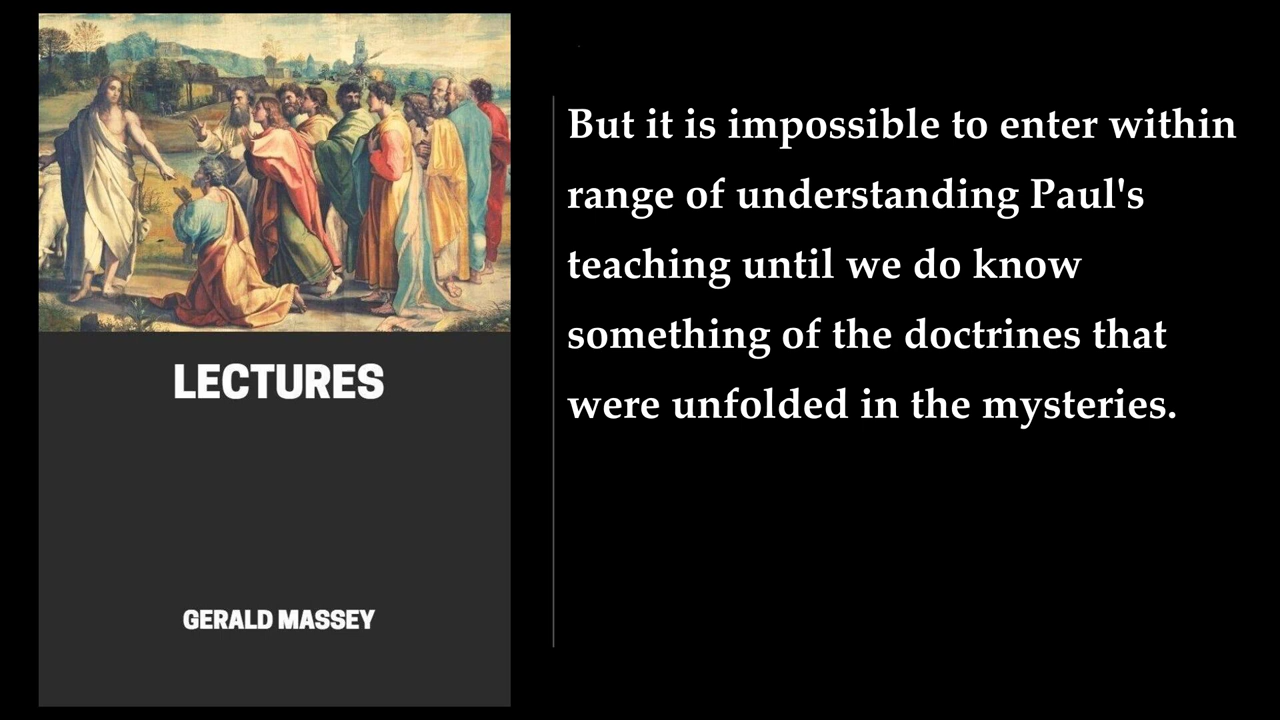 LECTURES
GERALD MASSEY
But it is impossible to enter within
range of understanding Paul's
teaching until we do know
something of the doctrines that
were unfolded in the mysteries.